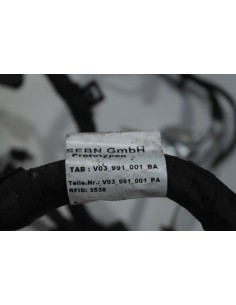 SEBN GmbH
Prototypen
TAB : V03_991_001_BA
Teile.Nr.: V03_991_001_PA
RFID: 3538